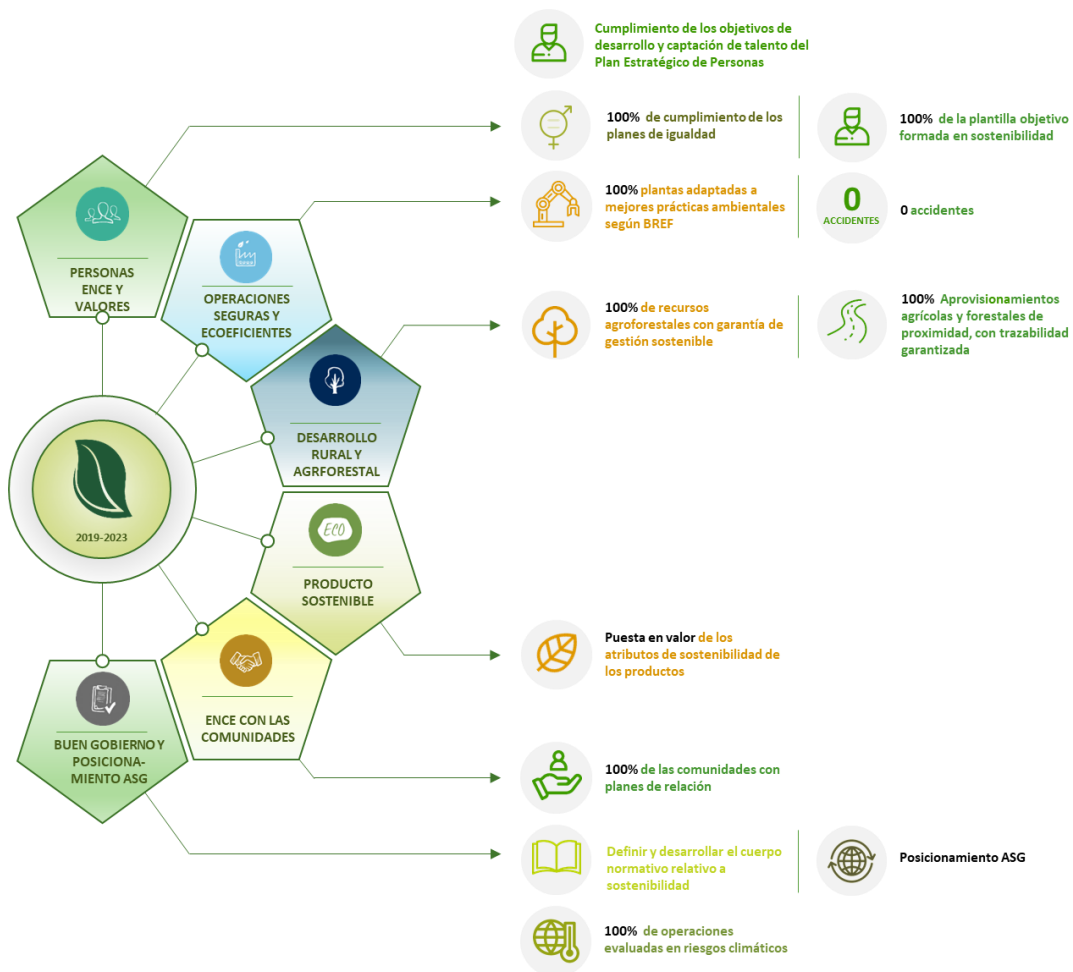 Cumplimiento de los objetivos de
desarrollo y captación de talento del
Plan Estratégico de Personas
100% de cumplimiento de los
planes de igualdad
100% de la plantilla objetivo
formada en sostenibilidad
100% plantas adaptadas a
mejores prácticas ambientales
según BREF
0
ACCIDENTES
0 accidentes
PERSONAS
ENCE Y
VALORES
OPERACIONES
SEGURAS Y
ECOEFICIENTES
100% de recursos
agroforestales con garantía de
gestión sostenible
100% Aprovisionamientos
agrícolas y forestales de
proximidad, con trazabilidad
garantizada
DESARROLLO
RURAL Y
AGRFORESTAL
2019-2023
ECO
PRODUCTO
SOSTENIBLE
Puesta en valor de los
atributos de sostenibilidad de
los productos
ENCE CON LAS
COMUNIDADES
BUEN GOBIERNO Y
POSICIONA-
MIENTO ASG
100% de las comunidades con
planes de relación
Definir y desarrollar el cuerpo
normativo relativo a
sostenibilidad
Posicionamiento ASG
100% de operaciones
evaluadas en riesgos climáticos